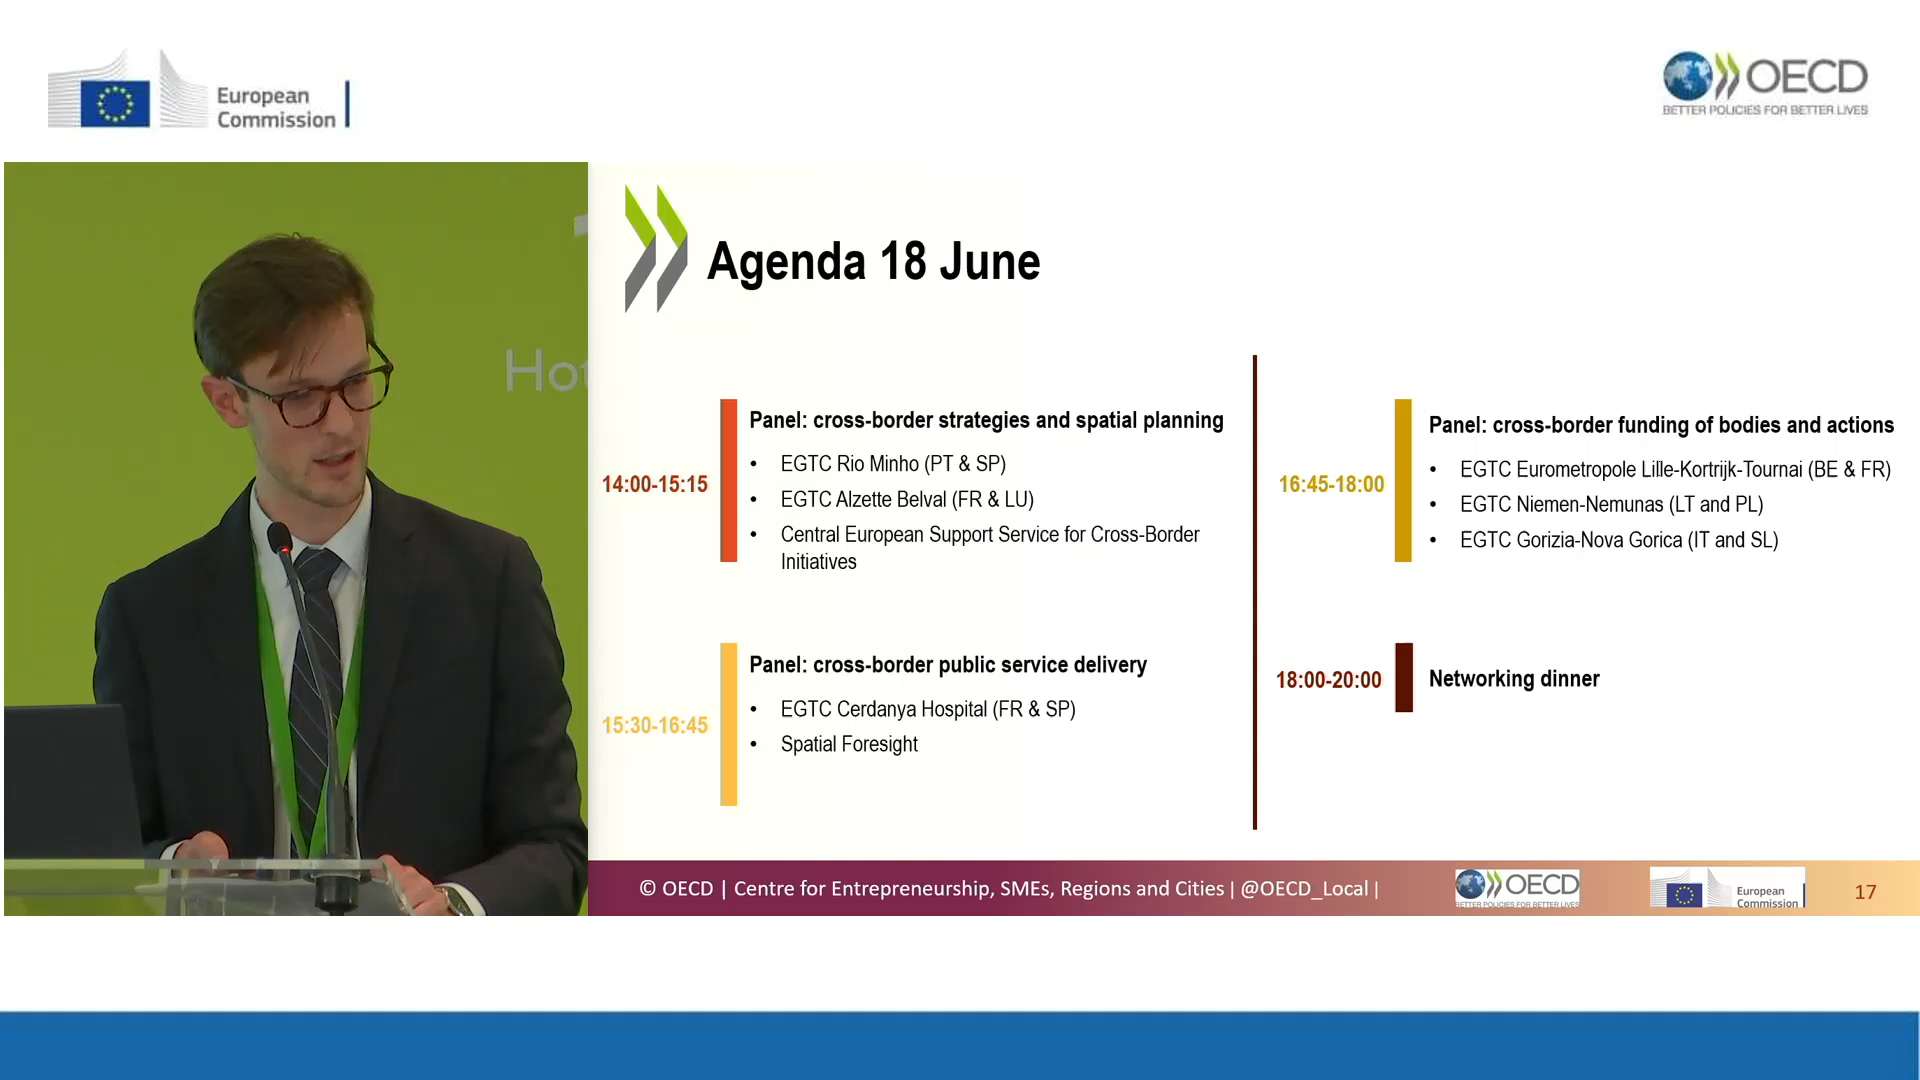 European
Commission
OECD
BETTER POLICIES FOR BETTER LIVES
Hot
Agenda 18 June
14:00-15:15
Panel: cross-border strategies and spatial planning
• EGTC Rio Minho (PT & SP)
• EGTC Alzette Belval (FR & LU)
• Central European Support Service for Cross-Border
Initiatives
15:30-16:45
Panel: cross-border public service delivery
• EGTC Cerdanya Hospital (FR & SP)
• Spatial Foresight
16:45-18:00
Panel: cross-border funding of bodies and actions
• EGTC Eurometropole Lille-Kortrijk-Tournai (BE & FR)
• EGTC Niemen-Nemunas (LT and PL)
• EGTC Gorizia-Nova Gorica (IT and SL)
18:00-20:00
Networking dinner
© OECD | Centre for Entrepreneurship, SMEs, Regions and Cities | @OECD_Local |
OECD
BETTER POLICIES FOR BETTER LIVES
European
Commission
17